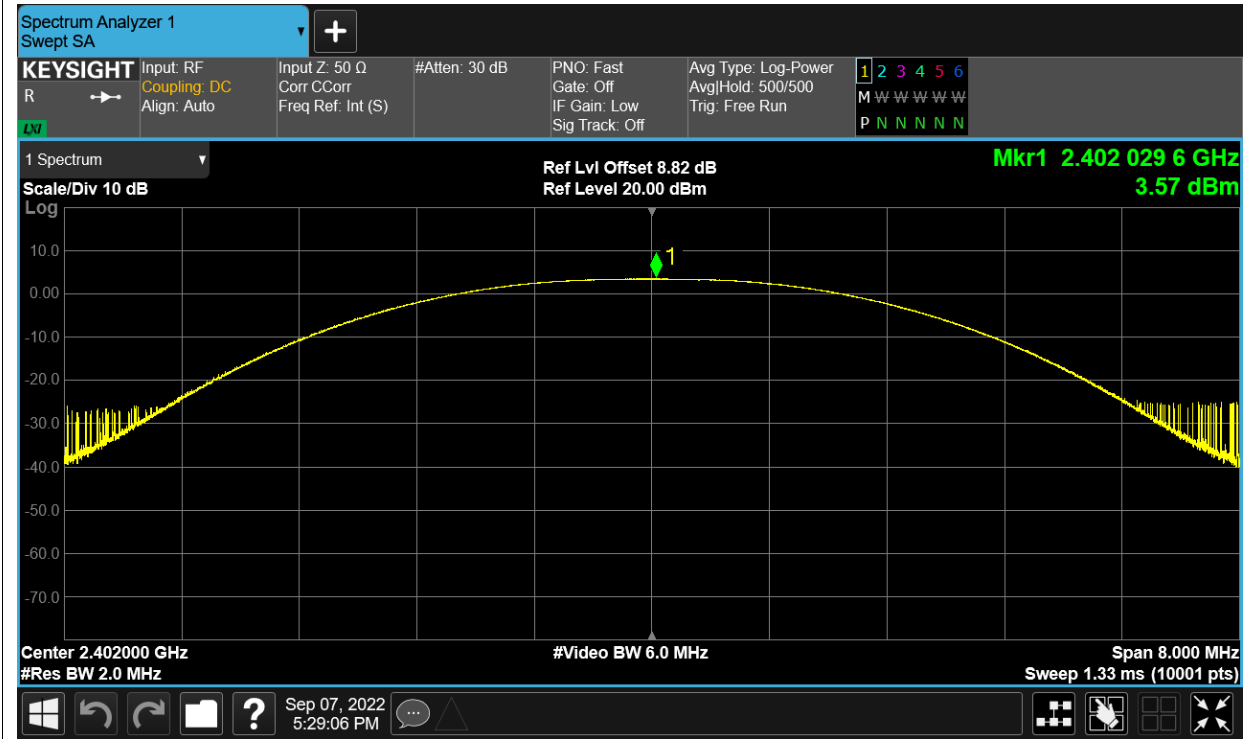 Spectrum Analyzer 1
Swept SA
KEYSIGHT
R
LXI
Input: RF
Coupling: DC
Align: Auto
Input Z: 50 Ω
Corr CCorr
Freq Ref: Int (S)
#Atten: 30 dB
PNO: Fast
Gate: Off
IF Gain: Low
Sig Track: Off
Avg Type: Log-Power
Avg|Hold: 500/500
Trig: Free Run
1 2 3 4 5 6
M W W W W W
P N N N N N
1 Spectrum
Scale/Div 10 dB
Log
Ref Lvl Offset 8.82 dB
Ref Level 20.00 dBm
Mkr1 2.402 029 6 GHz
3.57 dBm
1
10.0
0.00
-10.0
-20.0
-30.0
-40.0
-50.0
-60.0
-70.0
Center 2.402000 GHz
#Res BW 2.0 MHz
#Video BW 6.0 MHz
Span 8.000 MHz
Sweep 1.33 ms (10001 pts)
?
Sep 07, 2022
5:29:06 PM